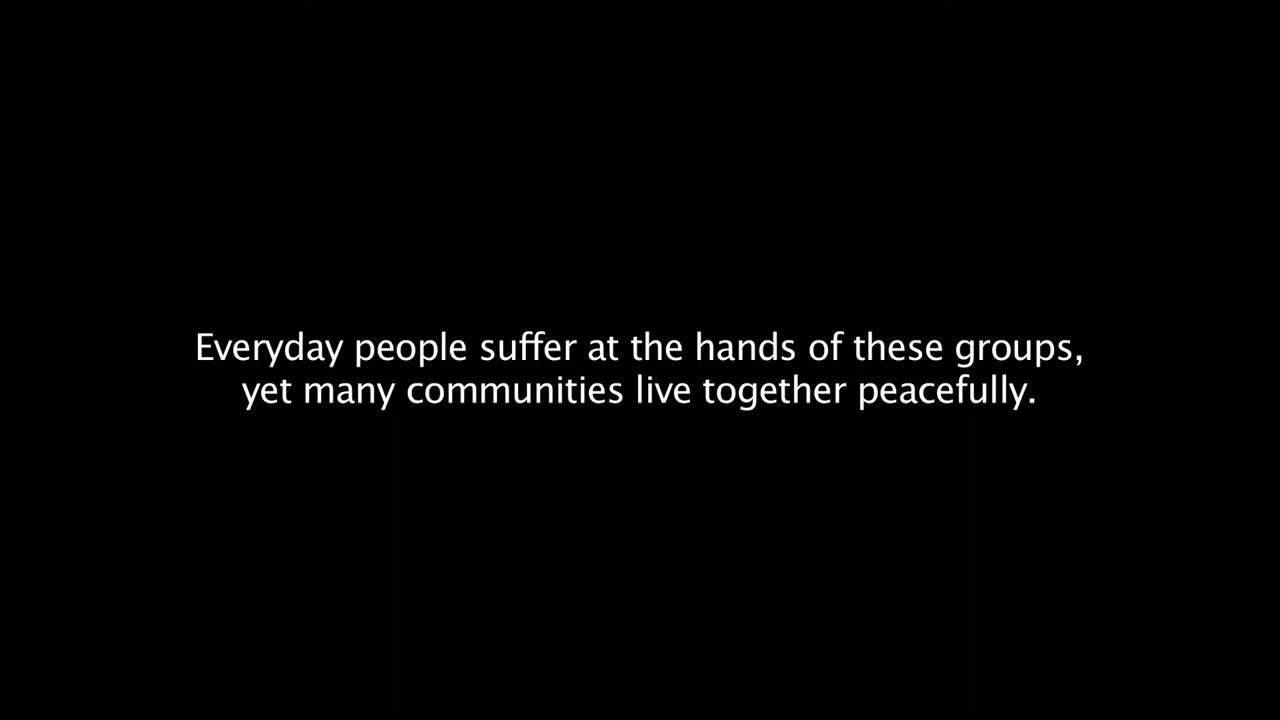 Everyday people suffer at the hands of these groups,
yet many communities live together peacefully.